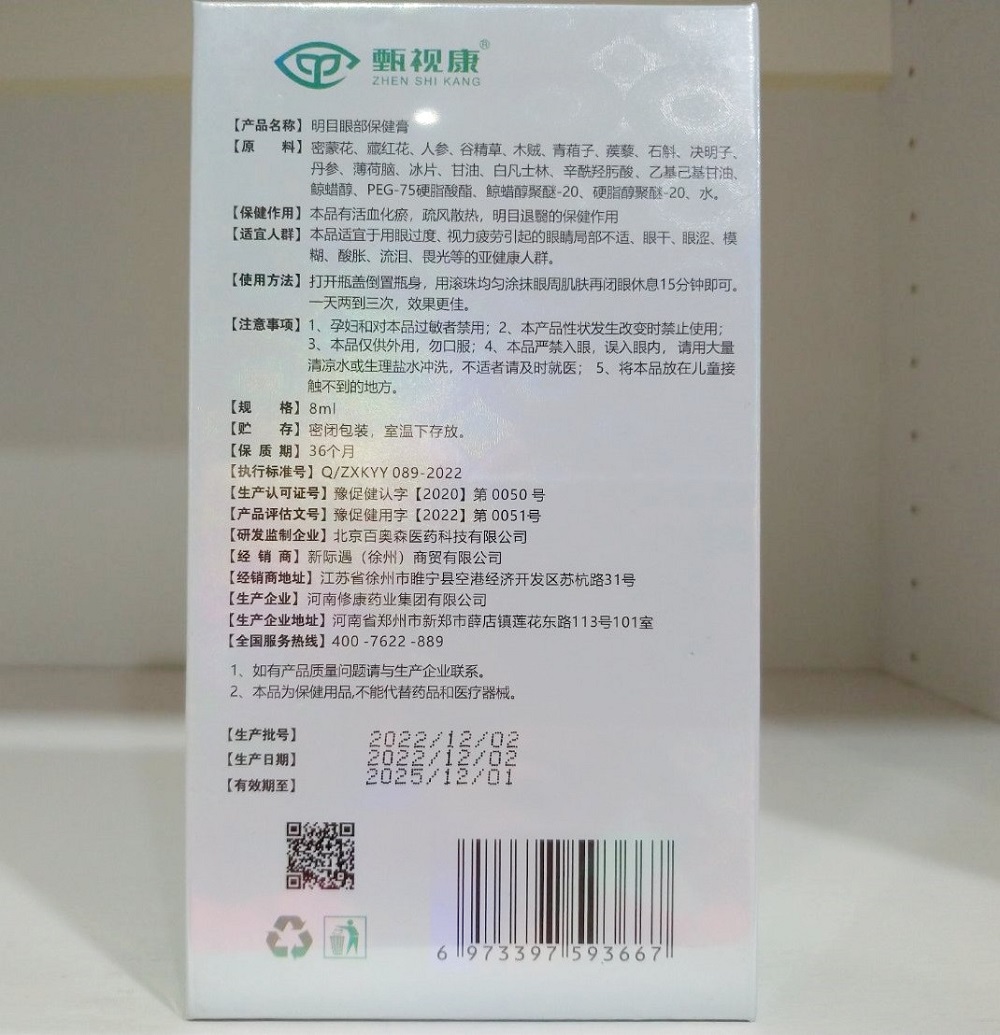 甄视康®
ZHEN SHI KANG
【产品名称】明目眼部保健膏
【原　　料】密蒙花、藏红花、人参、谷精草、木贼、青葙子、蒺藜、石斛、决明子、
丹参、薄荷脑、冰片、甘油、白凡士林、辛酰羟肟酸、乙基己基甘油、
鲸蜡醇、PEG-75硬脂酸酯、鲸蜡醇聚醚-20、硬脂醇聚醚-20、水。
【保健作用】本品有活血化瘀，疏风散热，明目退翳的保健作用
【适宜人群】本品适宜于用眼过度、视力疲劳引起的眼睛局部不适、眼干、眼涩、模
糊、酸胀、流泪、畏光等的亚健康人群。
【使用方法】打开瓶盖倒置瓶身，用滚珠均匀涂抹眼周肌肤再闭眼休息15分钟即可。
一天两到三次，效果更佳。
【注意事项】1、孕妇和对本品过敏者禁用；2、本产品性状发生改变时禁止使用；
3、本品仅供外用，勿口服；4、本品严禁入眼，误入眼内，请用大量
清凉水或生理盐水冲洗，不适者请及时就医；5、将本品放在儿童接
触不到的地方。
【规　　格】8ml
【贮　　存】密闭包装，室温下存放。
【保 质 期】36个月
【执行标准号】Q/ZXKYY 089-2022
【生产认可证号】豫促健认字【2020】第 0050 号
【产品评估文号】豫促健用字【2022】第 0051号
【研发监制企业】北京百奥森医药科技有限公司
【经 销 商】新际遇（徐州）商贸有限公司
【经销商地址】江苏省徐州市睢宁县空港经济开发区苏杭路31号
【生产企业】河南修康药业集团有限公司
【生产企业地址】河南省郑州市新郑市薛店镇莲花东路113号101室
【全国服务热线】400 -7622 -889
1、如有产品质量问题请与生产企业联系。
2、本品为保健用品,不能代替药品和医疗器械。
【生产批号】2022/12/02
【生产日期】2022/12/02
【有效期至】2025/12/01
6 973397 593667